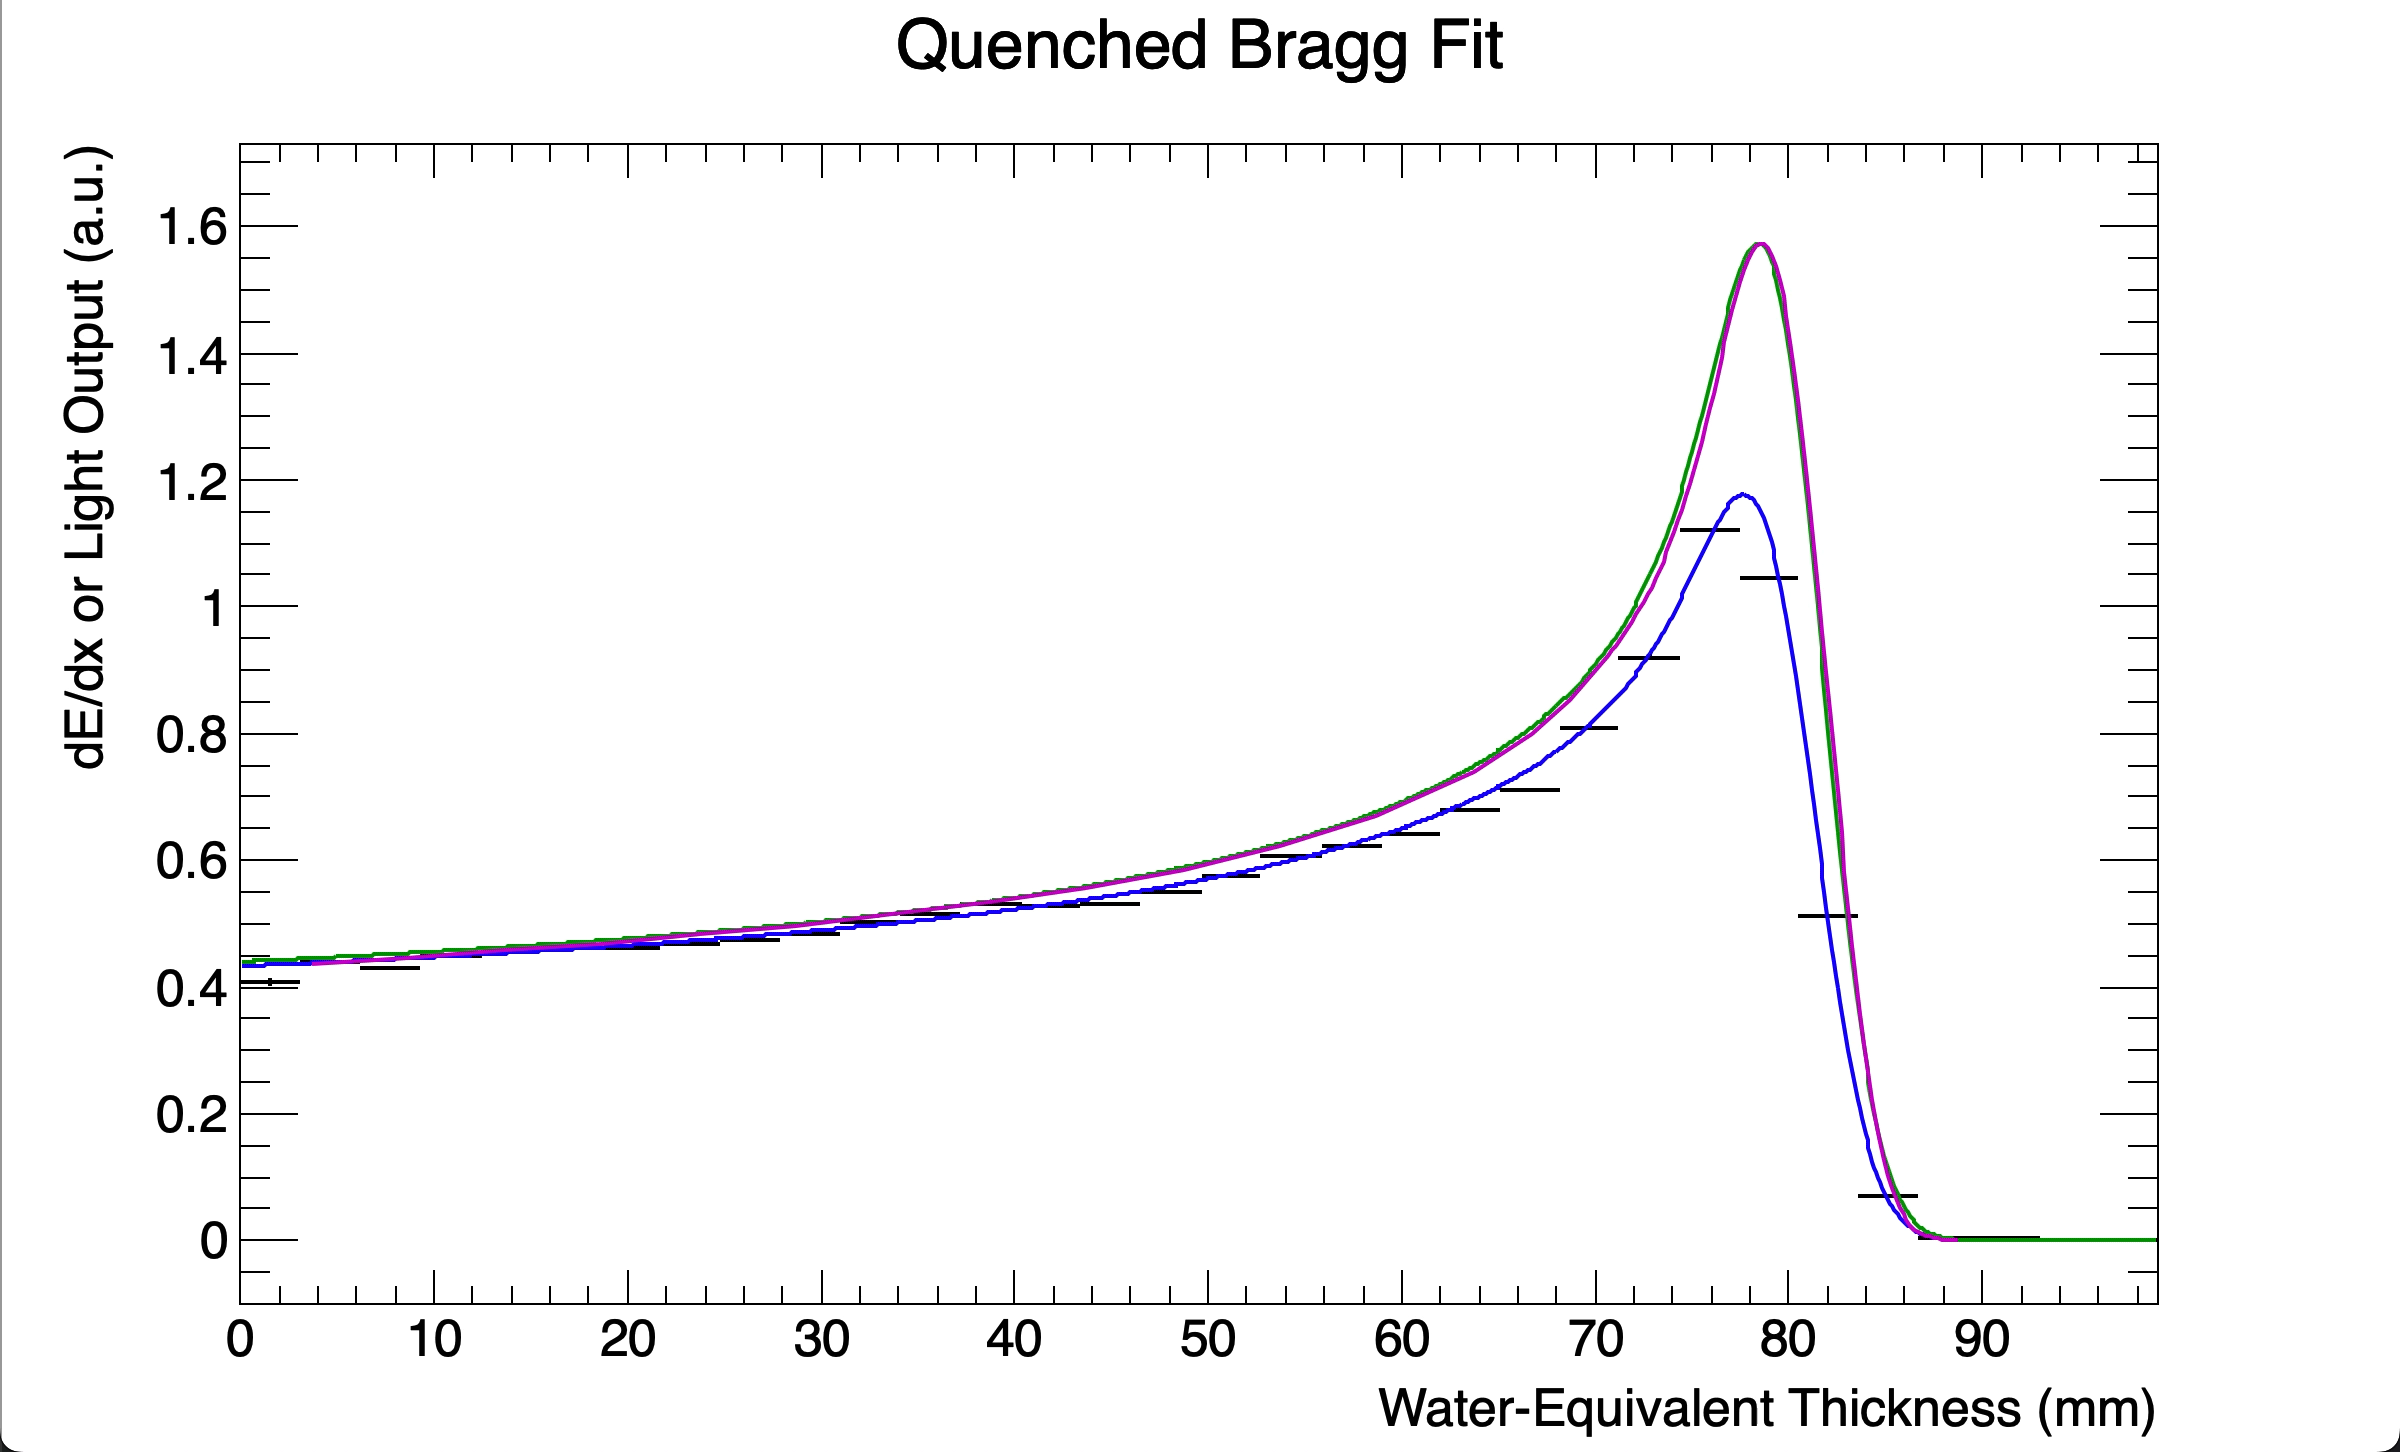 Quenched Bragg Fit
dE/dx or Light Output (a.u.)
1.6
1.4
1.2
1
0.8
0.6
0.4
0.2
0
0 10 20 30 40 50 60 70 80 90
Water-Equivalent Thickness (mm)